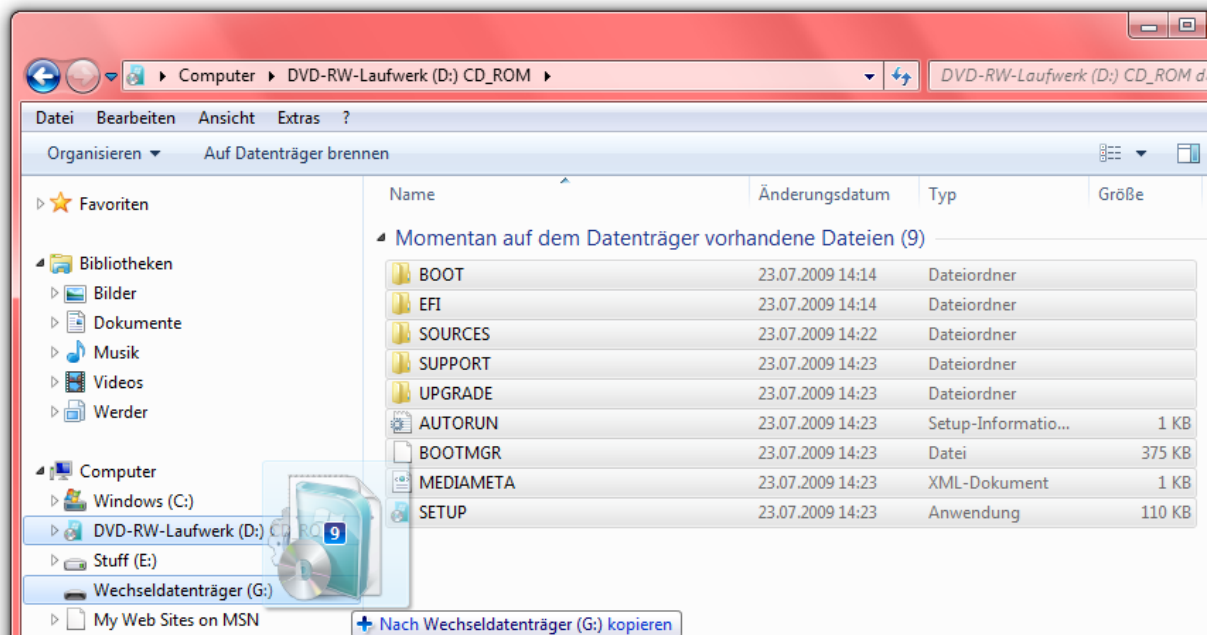 Computer DVD-RW-Laufwerk (D:) CD_ROM
DVD-RW-Laufwerk (D:) CD_ROM
Datei Bearbeiten Ansicht Extras ?
Organisieren Auf Datenträger brennen
Name Änderungsdatum Typ Größe
Favoriten
Bibliotheken
Bilder
Dokumente
Musik
Videos
Werder
Computer
Windows (C:)
DVD-RW-Laufwerk (D:) CD_ROM
Stuff (E:)
Wechseldatenträger (G:)
My Web Sites on MSN
Momentan auf dem Datenträger vorhandene Dateien (9)
BOOT 23.07.2009 14:14 Dateiordner
EFI 23.07.2009 14:14 Dateiordner
SOURCES 23.07.2009 14:22 Dateiordner
SUPPORT 23.07.2009 14:23 Dateiordner
UPGRADE 23.07.2009 14:23 Dateiordner
AUTORUN 23.07.2009 14:23 Setup-Informatio... 1 KB
BOOTMGR 23.07.2009 14:23 Datei 375 KB
MEDIAMETA 23.07.2009 14:23 XML-Dokument 1 KB
SETUP 23.07.2009 14:23 Anwendung 110 KB
9
Nach Wechseldatenträger (G:) kopieren